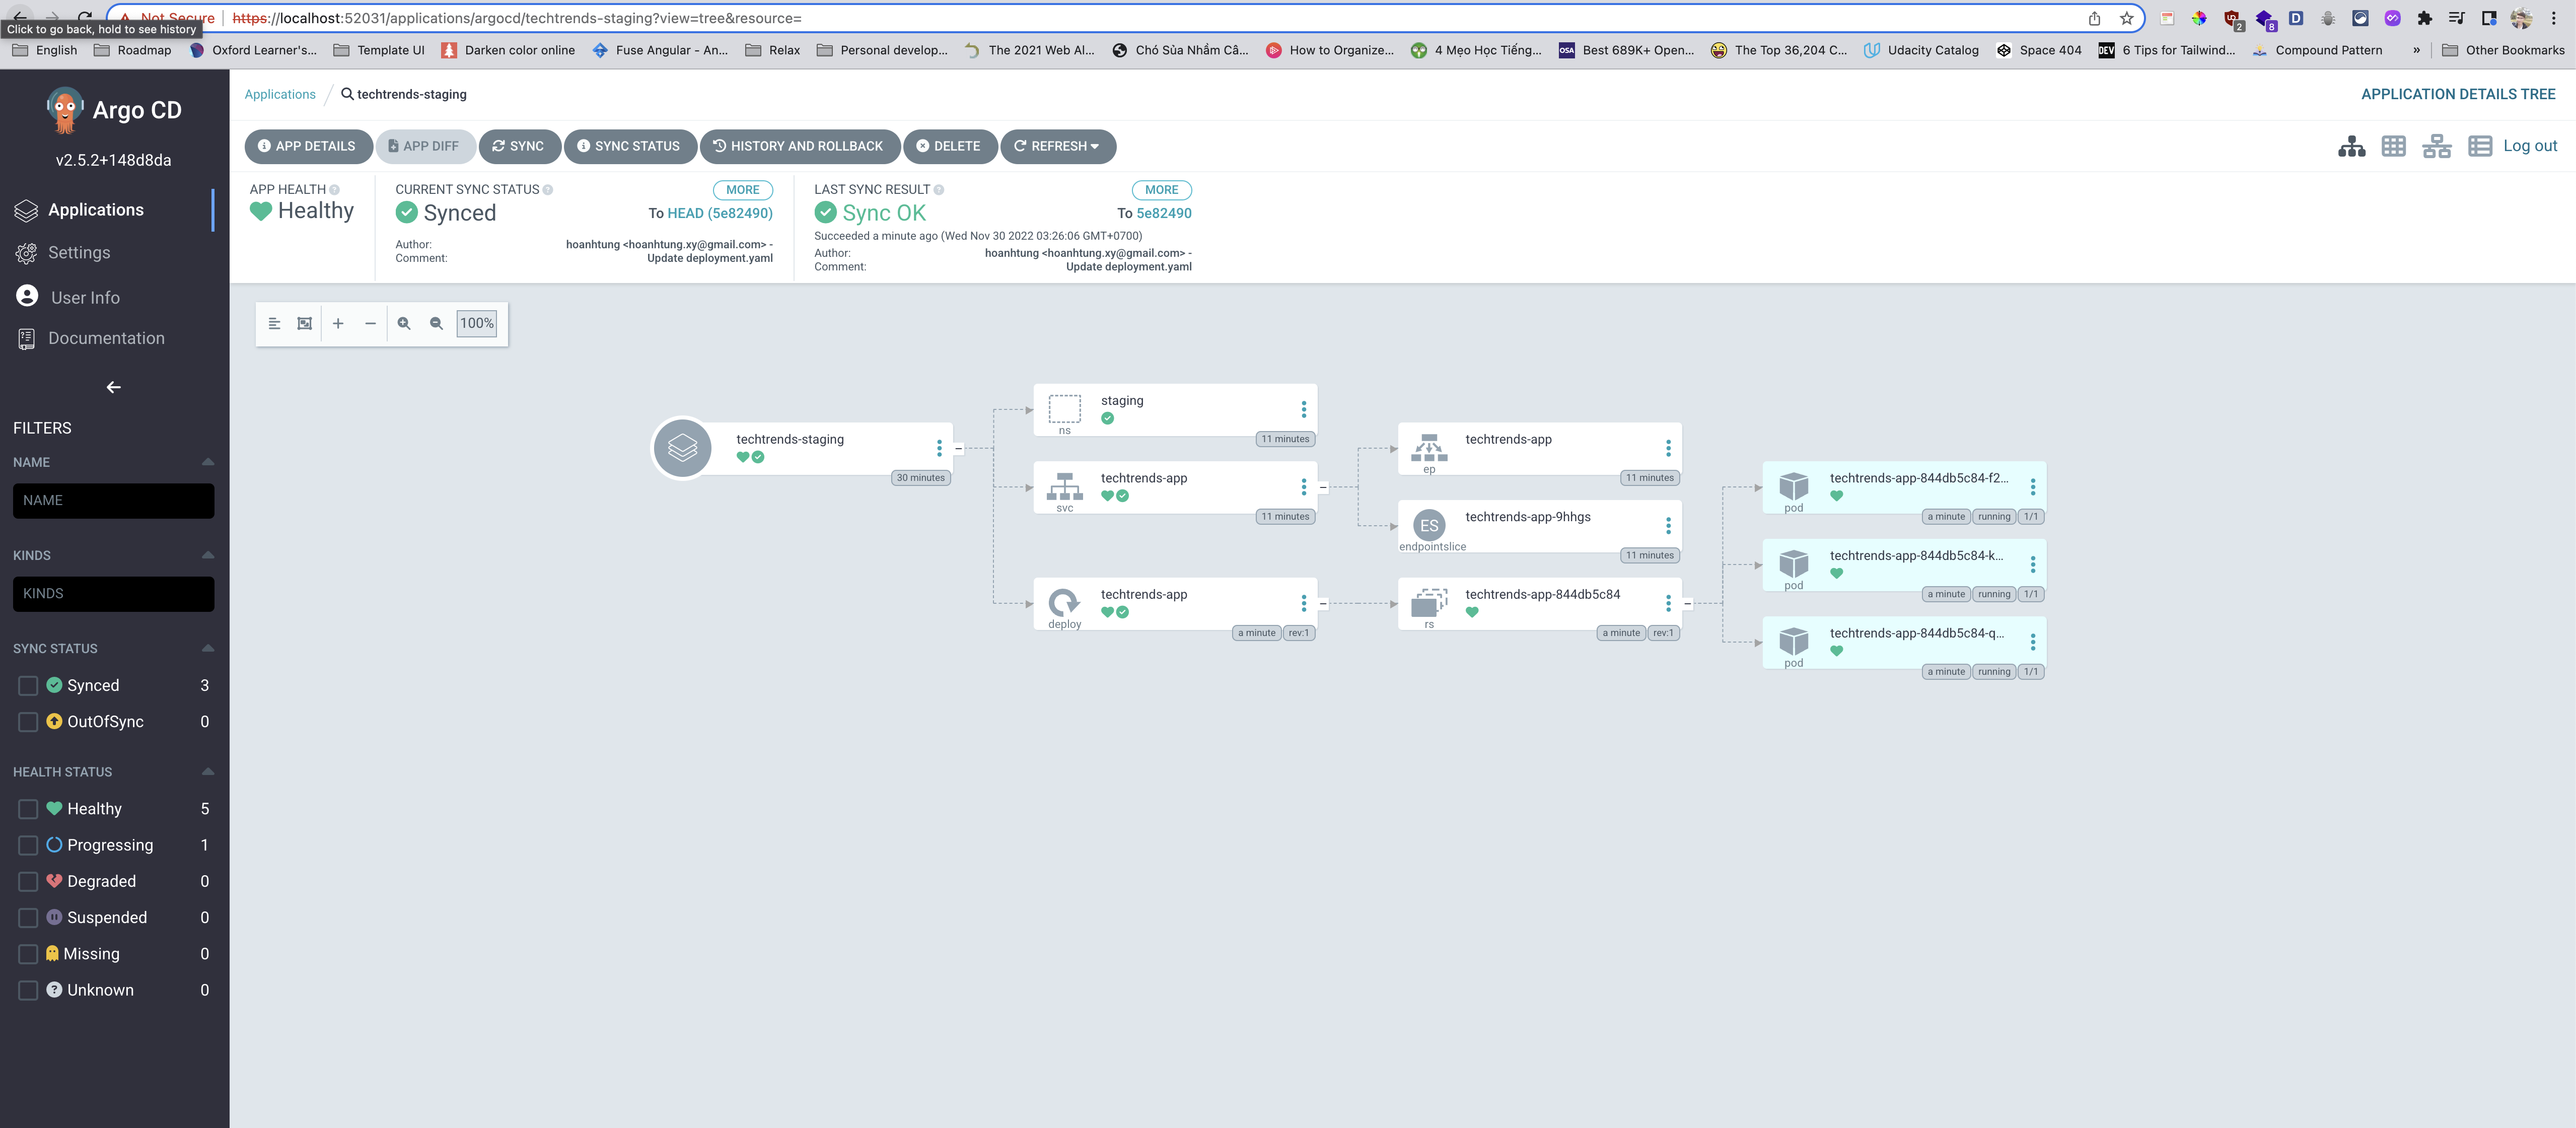 Not Secure https://localhost:52031/applications/argocd/techtrends-staging?view=tree&resource=
Click to go back, hold to see history
English Roadmap Oxford Learner's... Template UI Darken color online Fuse Angular - An... Relax Personal develop... The 2021 Web Al... Chó Sủa Nhầm Câ... How to Organize... 4 Mẹo Học Tiếng... OSA Best 689K+ Open... The Top 36,204 C... Udacity Catalog Space 404 DEV 6 Tips for Tailwind... Compound Pattern » Other Bookmarks
Argo CD
v2.5.2+148d8da
Applications
Settings
User Info
Documentation
FILTERS
NAME
NAME
KINDS
KINDS
SYNC STATUS
Synced 3
OutOfSync 0
HEALTH STATUS
Healthy 5
Progressing 1
Degraded 0
Suspended 0
Missing 0
Unknown 0
Applications / techtrends-staging
APPLICATION DETAILS TREE
APP DETAILS APP DIFF SYNC SYNC STATUS HISTORY AND ROLLBACK DELETE REFRESH
Log out
APP HEALTH
Healthy
CURRENT SYNC STATUS MORE
Synced To HEAD (5e82490)
Author: hoanhtung <hoanhtung.xy@gmail.com> -
Comment: Update deployment.yaml
LAST SYNC RESULT MORE
Sync OK To 5e82490
Succeeded a minute ago (Wed Nov 30 2022 03:26:06 GMT+0700)
Author: hoanhtung <hoanhtung.xy@gmail.com> -
Comment: Update deployment.yaml
100%
techtrends-staging
30 minutes
staging
ns
11 minutes
techtrends-app
svc
11 minutes
techtrends-app
deploy
a minute rev:1
techtrends-app
ep
11 minutes
ES
techtrends-app-9hhgs
endpointslice
11 minutes
techtrends-app-844db5c84
rs
a minute rev:1
techtrends-app-844db5c84-f2...
pod
a minute running 1/1
techtrends-app-844db5c84-k...
pod
a minute running 1/1
techtrends-app-844db5c84-q...
pod
a minute running 1/1